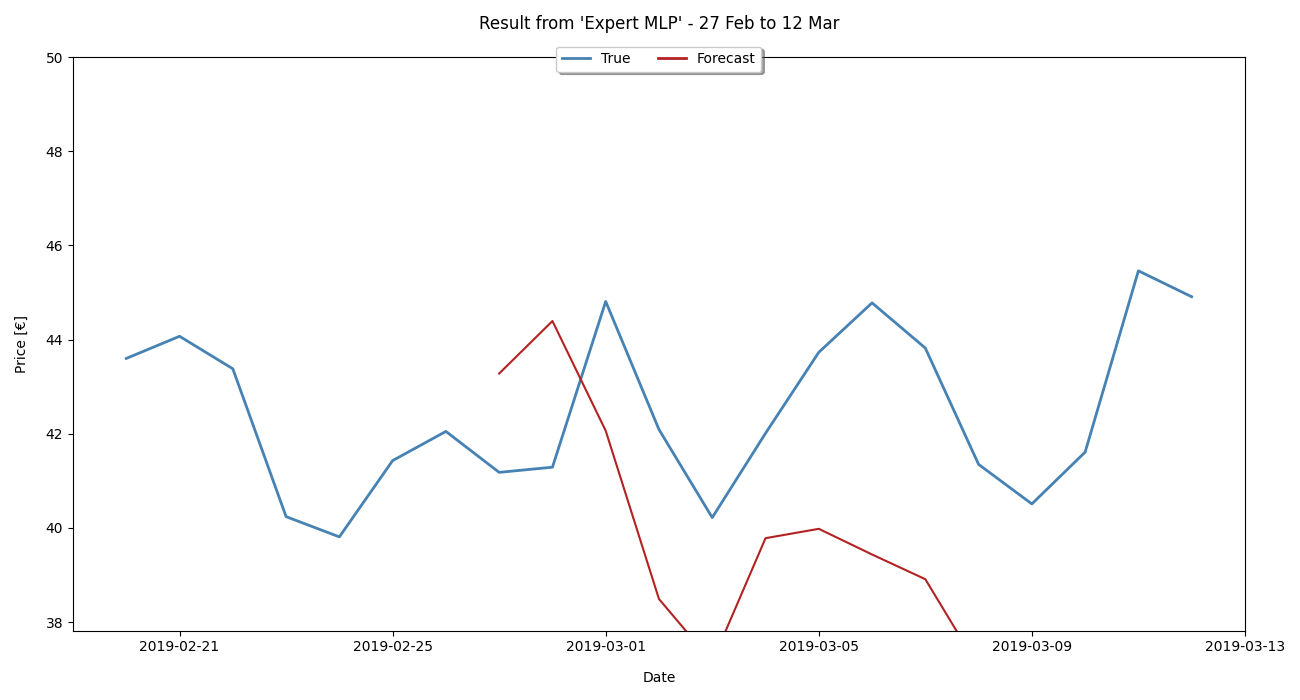 Result from 'Expert MLP' - 27 Feb to 12 Mar
True Forecast
50
48
46
44
42
40
38
Price [€]
2019-02-21 2019-02-25 2019-03-01 2019-03-05 2019-03-09 2019-03-13
Date